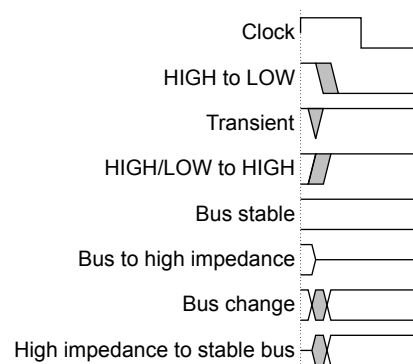 Clock
HIGH to LOW
Transient
HIGH/LOW to HIGH
Bus stable
Bus to high impedance
Bus change
High impedance to stable bus